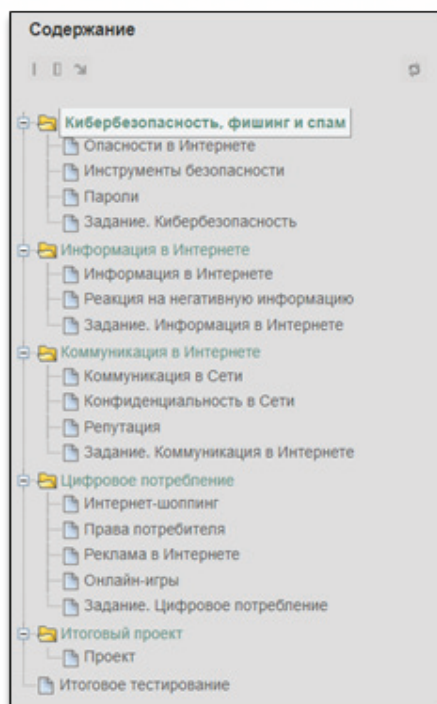 Содержание
Кибербезопасность, фишинг и спам
Опасности в Интернете
Инструменты безопасности
Пароли
Задание. Кибербезопасность
Информация в Интернете
Информация в Интернете
Реакция на негативную информацию
Задание. Информация в Интернете
Коммуникация в Интернете
Коммуникация в Сети
Конфиденциальность в Сети
Репутация
Задание. Коммуникация в Интернете
Цифровое потребление
Интернет-шоппинг
Права потребителя
Реклама в Интернете
Онлайн-игры
Задание. Цифровое потребление
Итоговый проект
Проект
Итоговое тестирование